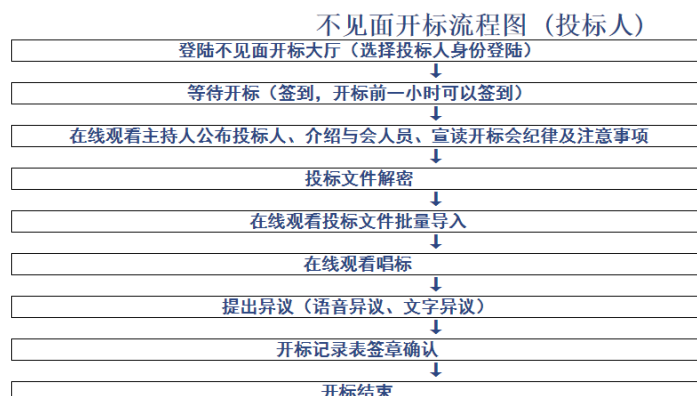 不见面开标流程图（投标人）
登陆不见面开标大厅（选择投标人身份登陆）
等待开标（签到，开标前一小时可以签到）
在线观看主持人公布投标人、介绍与会人员、宣读开标会纪律及注意事项
投标文件解密
在线观看投标文件批量导入
在线观看唱标
提出异议（语音异议、文字异议）
开标记录表签章确认
开标结束